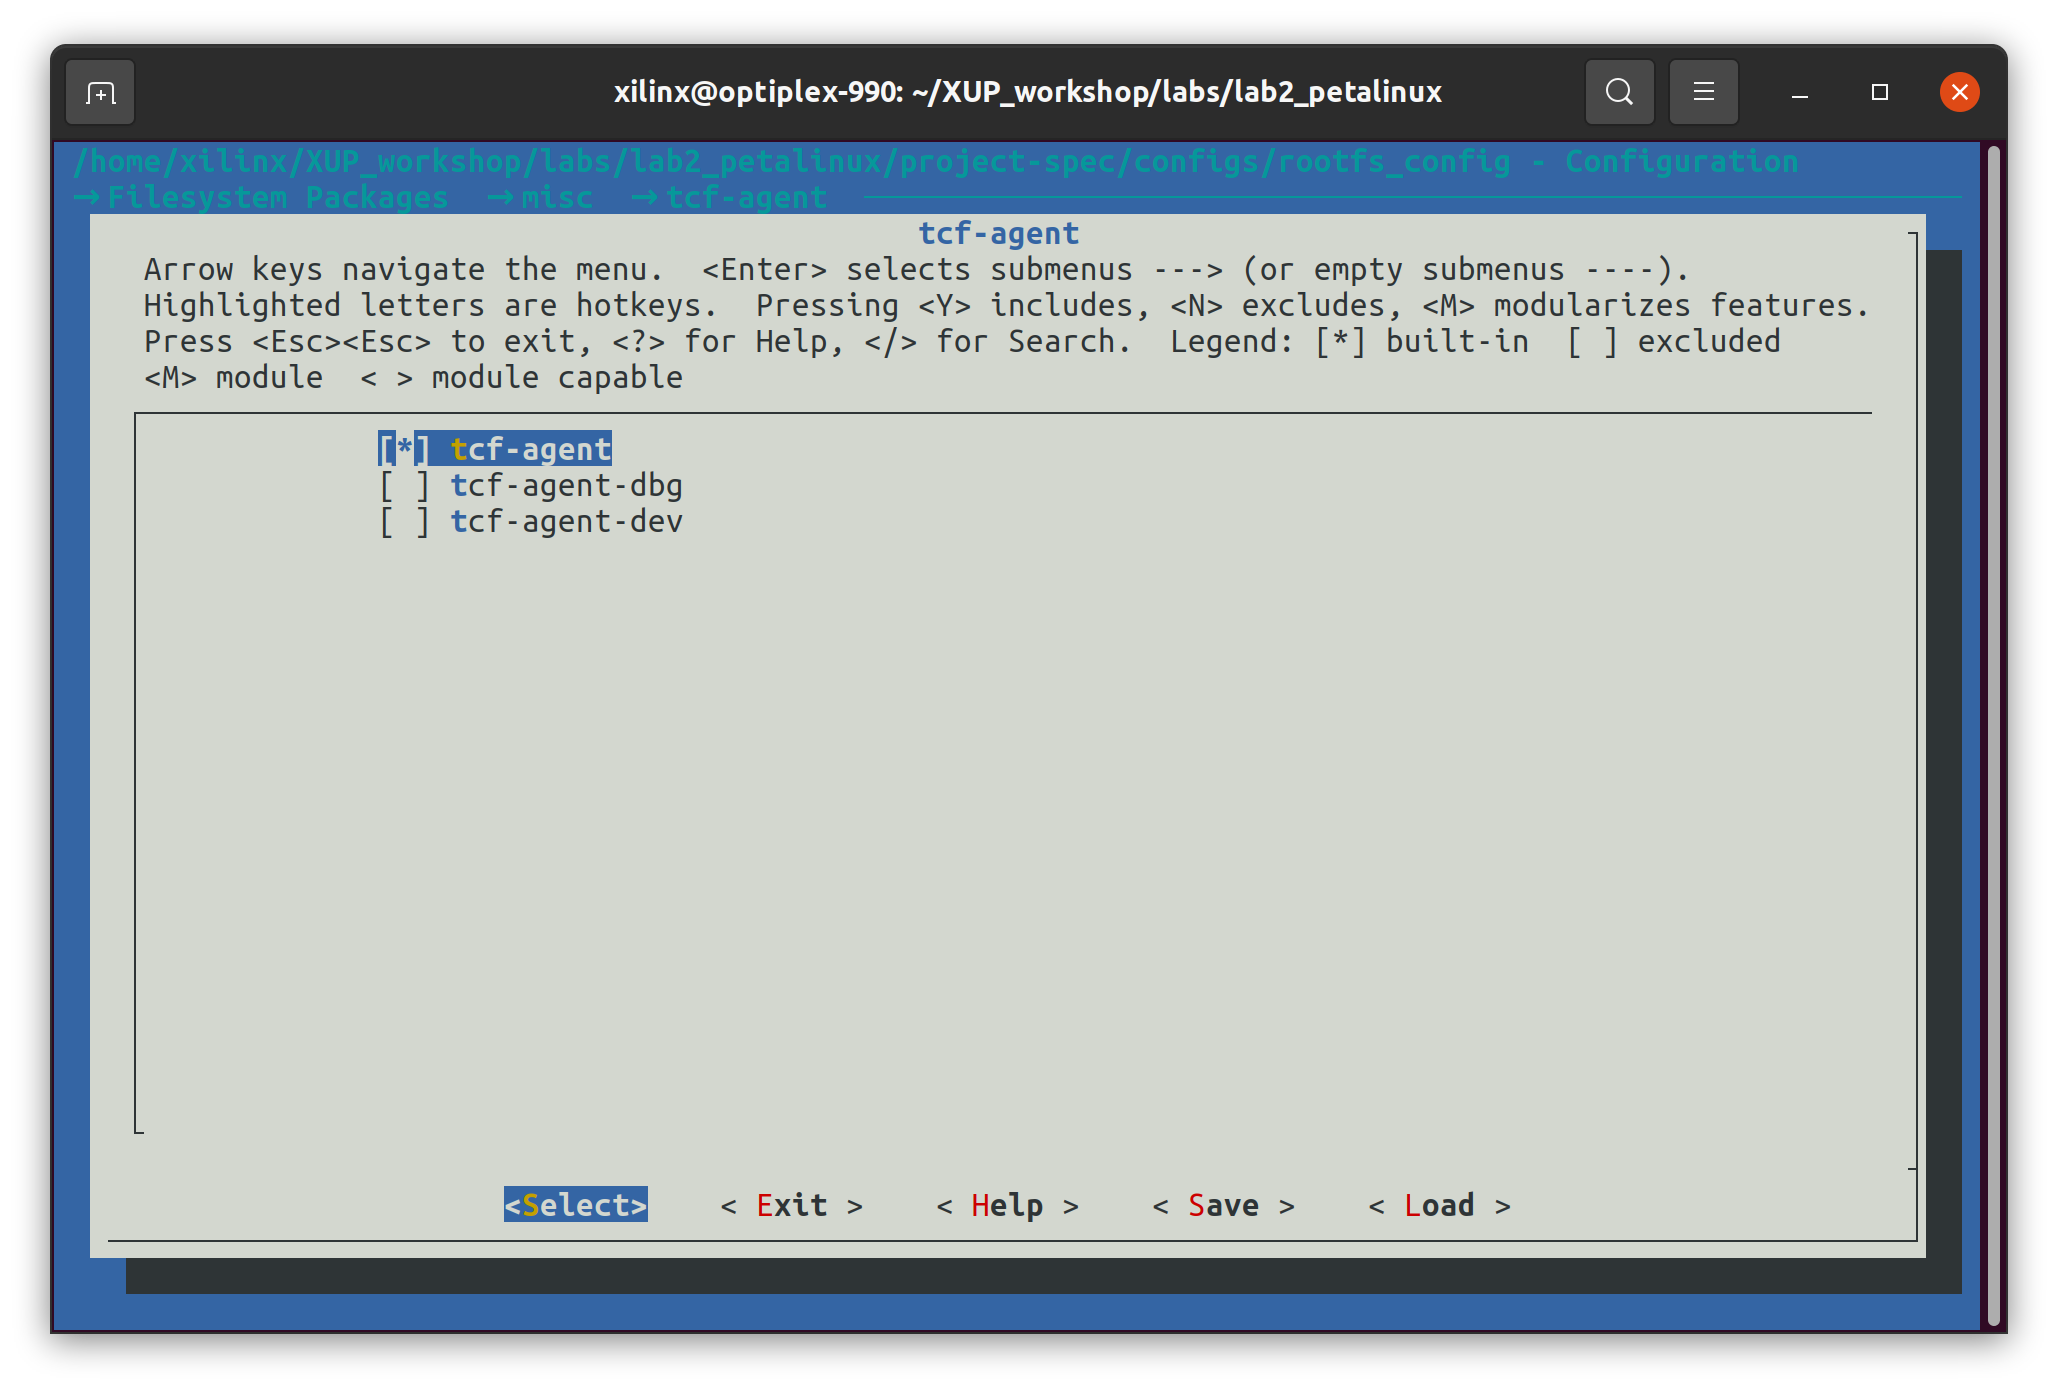 xilinx@optiplex-990: ~/XUP_workshop/labs/lab2_petalinux
/home/xilinx/XUP_workshop/labs/lab2_petalinux/project-spec/configs/rootfs_config - Configuration
→ Filesystem Packages → misc → tcf-agent
tcf-agent
Arrow keys navigate the menu.  <Enter> selects submenus ---> (or empty submenus ----).
Highlighted letters are hotkeys.  Pressing <Y> includes, <N> excludes, <M> modularizes features.
Press <Esc><Esc> to exit, <?> for Help, </> for Search.  Legend: [*] built-in  [ ] excluded
<M> module  < > module capable
[*] tcf-agent
[ ] tcf-agent-dbg
[ ] tcf-agent-dev
<Select>    < Exit >    < Help >    < Save >    < Load >